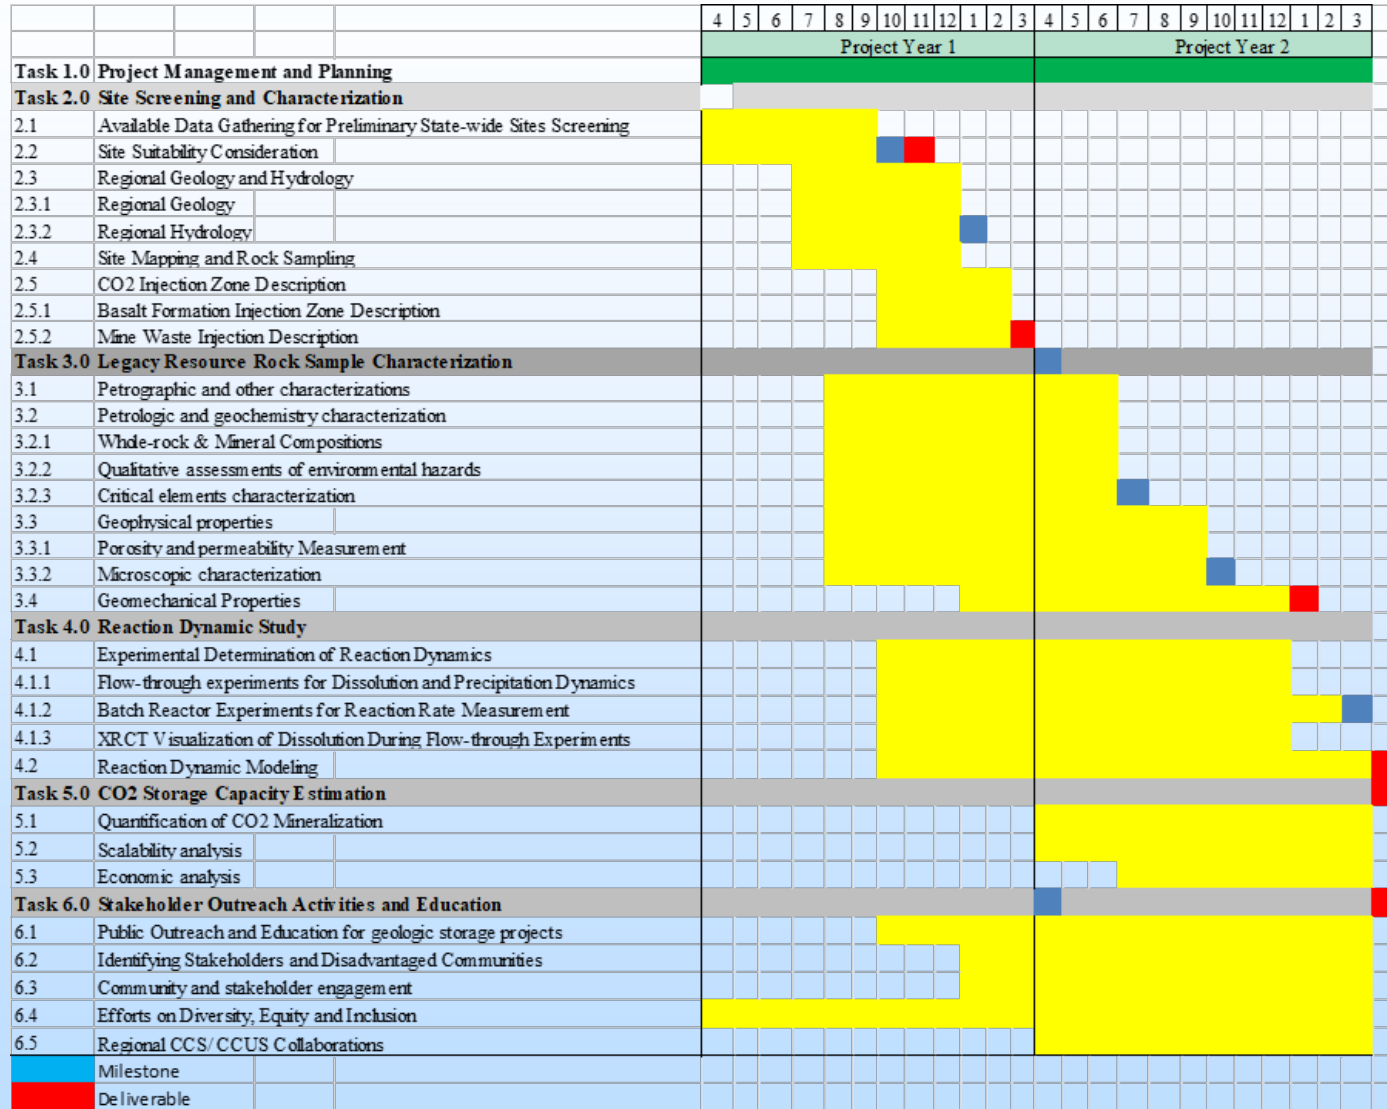 4 5 6 7 8 9 10 11 12 1 2 3 4 5 6 7 8 9 10 11 12 1 2 3
Project Year 1 Project Year 2
Task 1.0 Project Management and Planning
Task 2.0 Site Screening and Characterization
2.1 Available Data Gathering for Preliminary State-wide Sites Screening
2.2 Site Suitability Consideration
2.3 Regional Geology and Hydrology
2.3.1 Regional Geology
2.3.2 Regional Hydrology
2.4 Site Mapping and Rock Sampling
2.5 CO2 Injection Zone Description
2.5.1 Basalt Formation Injection Zone Description
2.5.2 Mine Waste Injection Description
Task 3.0 Legacy Resource Rock Sample Characterization
3.1 Petrographic and other characterizations
3.2 Petrologic and geochemistry characterization
3.2.1 Whole-rock & Mineral Compositions
3.2.2 Qualitative assessments of environmental hazards
3.2.3 Critical elements characterization
3.3 Geophysical properties
3.3.1 Porosity and permeability Measurement
3.3.2 Microscopic characterization
3.4 Geomechanical Properties
Task 4.0 Reaction Dynamic Study
4.1 Experimental Determination of Reaction Dynamics
4.1.1 Flow-through experiments for Dissolution and Precipitation Dynamics
4.1.2 Batch Reactor Experiments for Reaction Rate Measurement
4.1.3 XRCT Visualization of Dissolution During Flow-through Experiments
4.2 Reaction Dynamic Modeling
Task 5.0 CO2 Storage Capacity Estimation
5.1 Quantification of CO2 Mineralization
5.2 Scalability analysis
5.3 Economic analysis
Task 6.0 Stakeholder Outreach Activities and Education
6.1 Public Outreach and Education for geologic storage projects
6.2 Identifying Stakeholders and Disadvantaged Communities
6.3 Community and stakeholder engagement
6.4 Efforts on Diversity, Equity and Inclusion
6.5 Regional CCS/CCUS Collaborations
Milestone
Deliverable